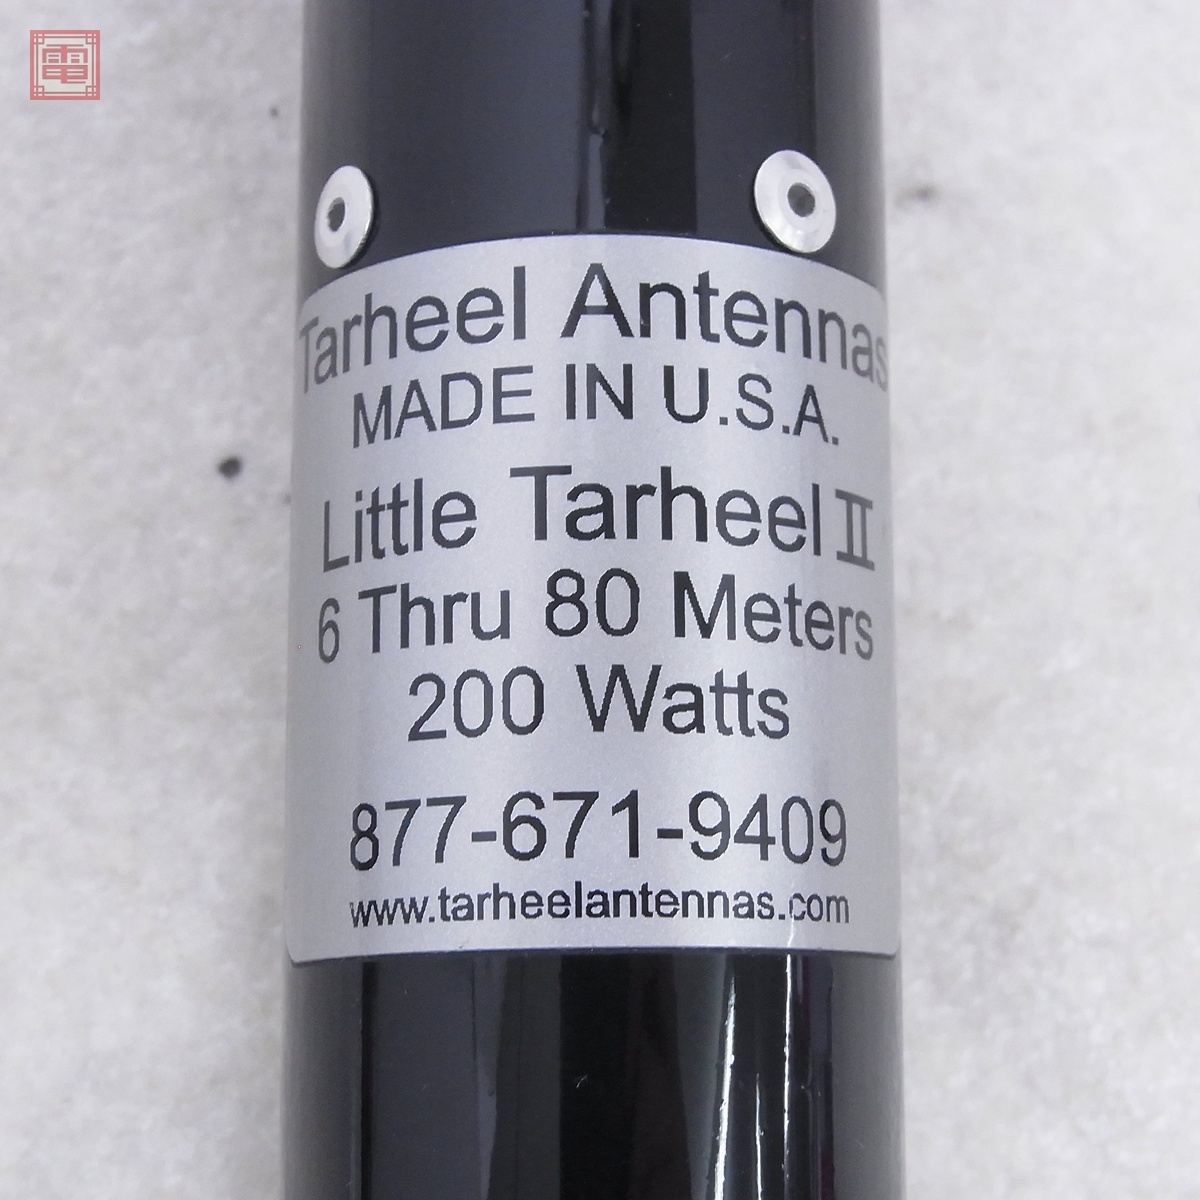 電
Tarheel Antennas
MADE IN U.S.A.
Little Tarheel II
6 Thru 80 Meters
200 Watts
877-671-9409
www.tarheelantennas.com